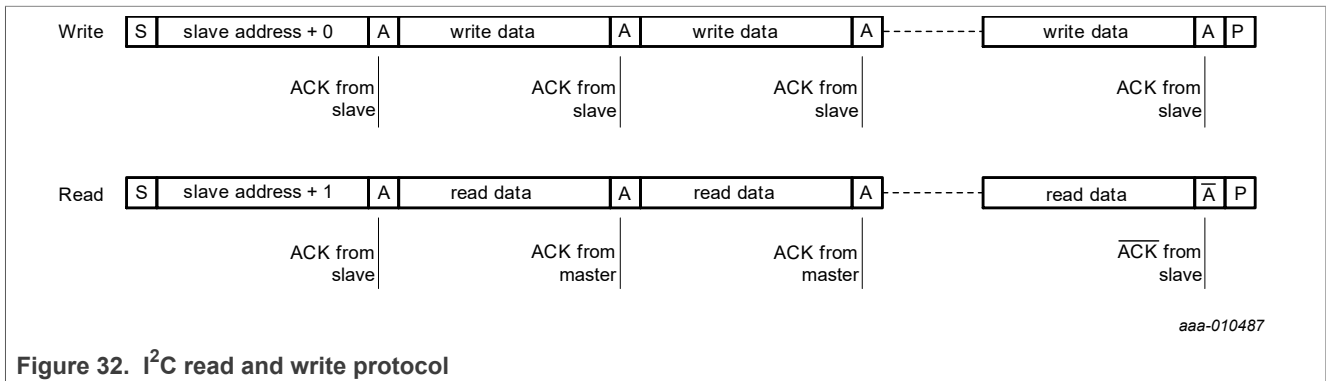 Write S slave address + 0 A write data A write data A write data A P
ACK from ACK from ACK from ACK from
slave slave slave slave
Read S slave address + 1 A read data A read data A read data A̅ P
ACK from ACK from ACK from A̅C̅K̅ from
slave master master slave
aaa-010487
Figure 32. I²C read and write protocol